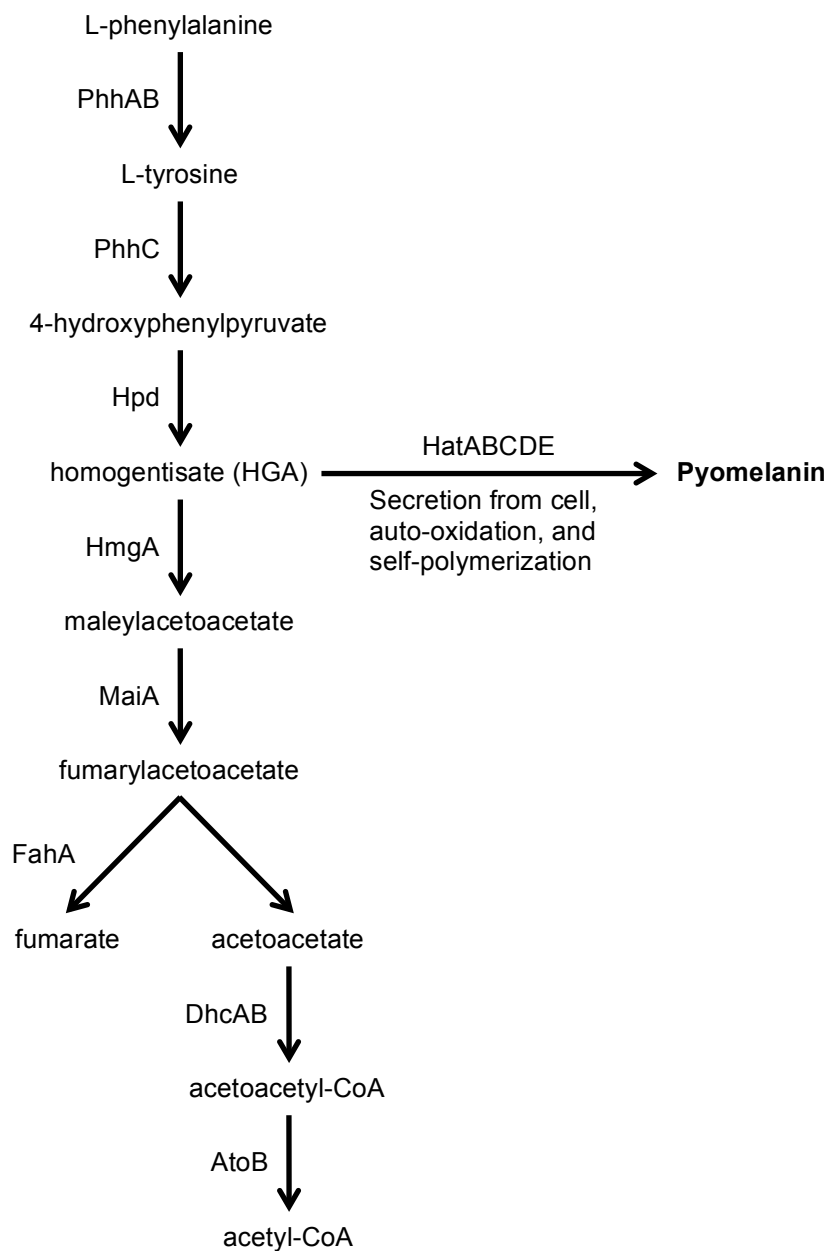 L-phenylalanine
PhhAB
L-tyrosine
PhhC
4-hydroxyphenylpyruvate
Hpd
homogentisate (HGA)
HatABCDE
Secretion from cell,
auto-oxidation, and
self-polymerization
Pyomelanin
HmgA
maleylacetoacetate
MaiA
fumarylacetoacetate
FahA
fumarate
acetoacetate
DhcAB
acetoacetyl-CoA
AtoB
acetyl-CoA